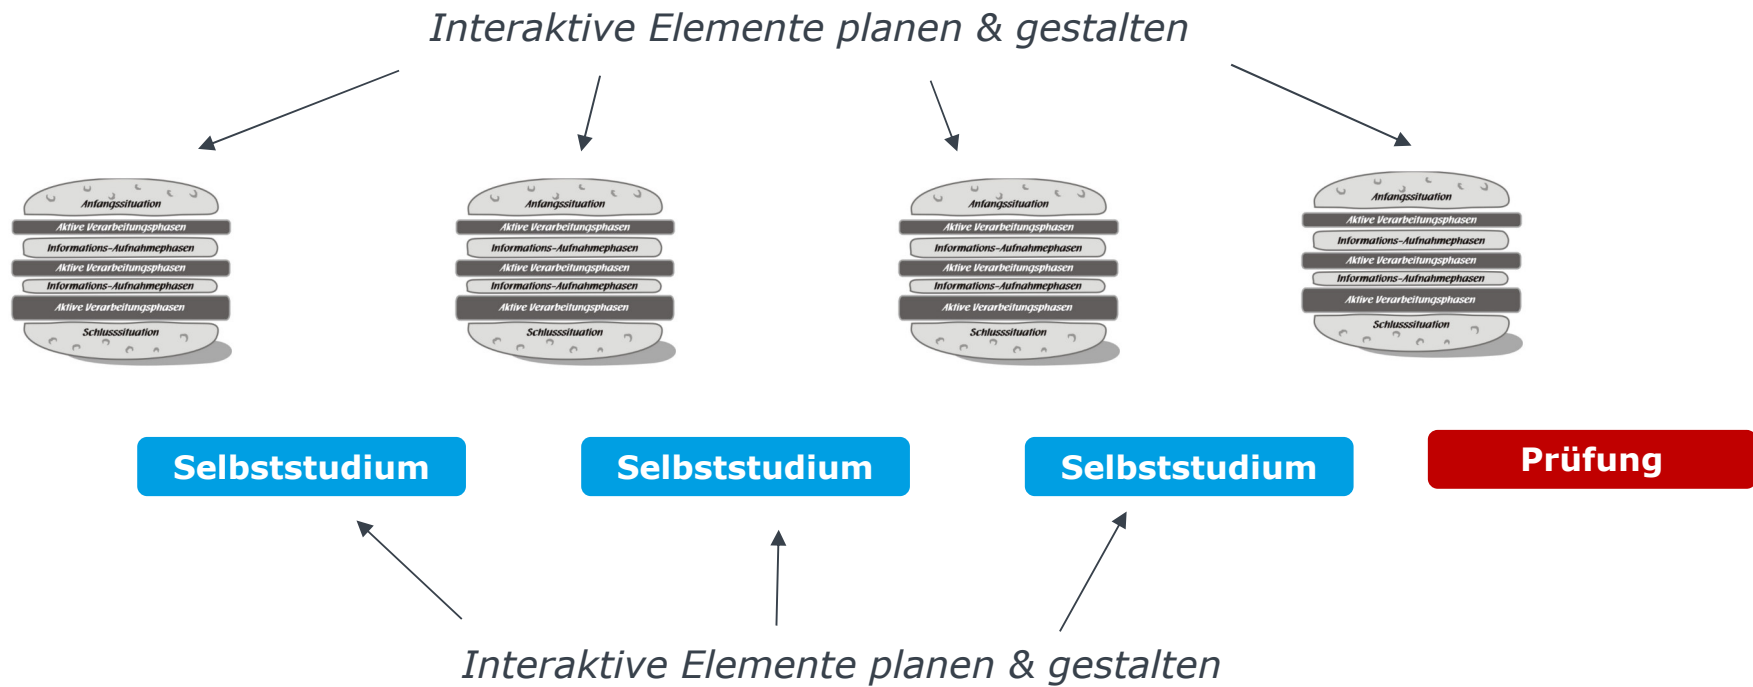 Interaktive Elemente planen & gestalten
Anfangssituation
Aktive Verarbeitungsphasen
Informations-Aufnahmephasen
Aktive Verarbeitungsphasen
Informations-Aufnahmephasen
Aktive Verarbeitungsphasen
Schlusssituation
Anfangssituation
Aktive Verarbeitungsphasen
Informations-Aufnahmephasen
Aktive Verarbeitungsphasen
Informations-Aufnahmephasen
Aktive Verarbeitungsphasen
Schlusssituation
Anfangssituation
Aktive Verarbeitungsphasen
Informations-Aufnahmephasen
Aktive Verarbeitungsphasen
Informations-Aufnahmephasen
Aktive Verarbeitungsphasen
Schlusssituation
Anfangssituation
Aktive Verarbeitungsphasen
Informations-Aufnahmephasen
Aktive Verarbeitungsphasen
Informations-Aufnahmephasen
Aktive Verarbeitungsphasen
Schlusssituation
Selbststudium
Selbststudium
Selbststudium
Prüfung
Interaktive Elemente planen & gestalten